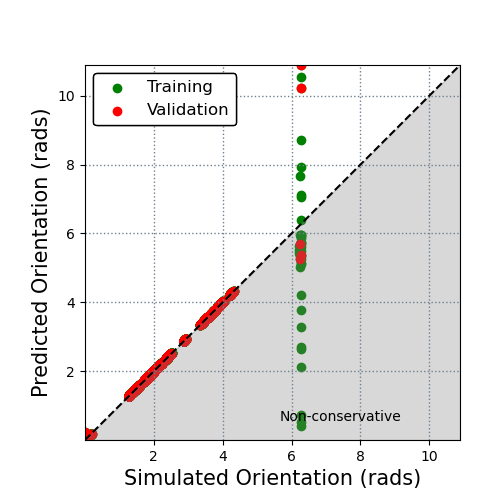 Training
Validation
Predicted Orientation (rads)
10
8
6
4
2
Non-conservative
2 4 6 8 10
Simulated Orientation (rads)